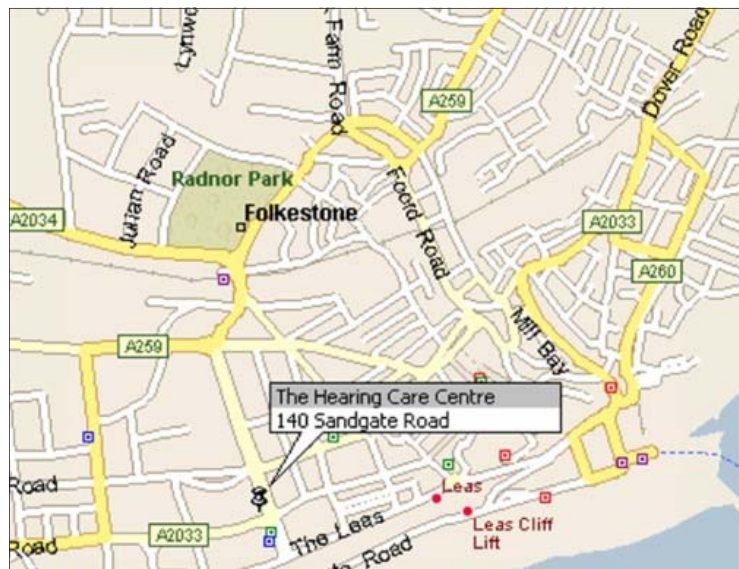 Lynwo
Farm Road
A259
Dover Road
Julian Road
Radnor Park
Folkestone
Foord Road
A2034
A2033
A260
A259
Mill Bay
The Hearing Care Centre
140 Sandgate Road
Road
Leas
A2033
The Leas
Leas Cliff
Lift
Road
Road